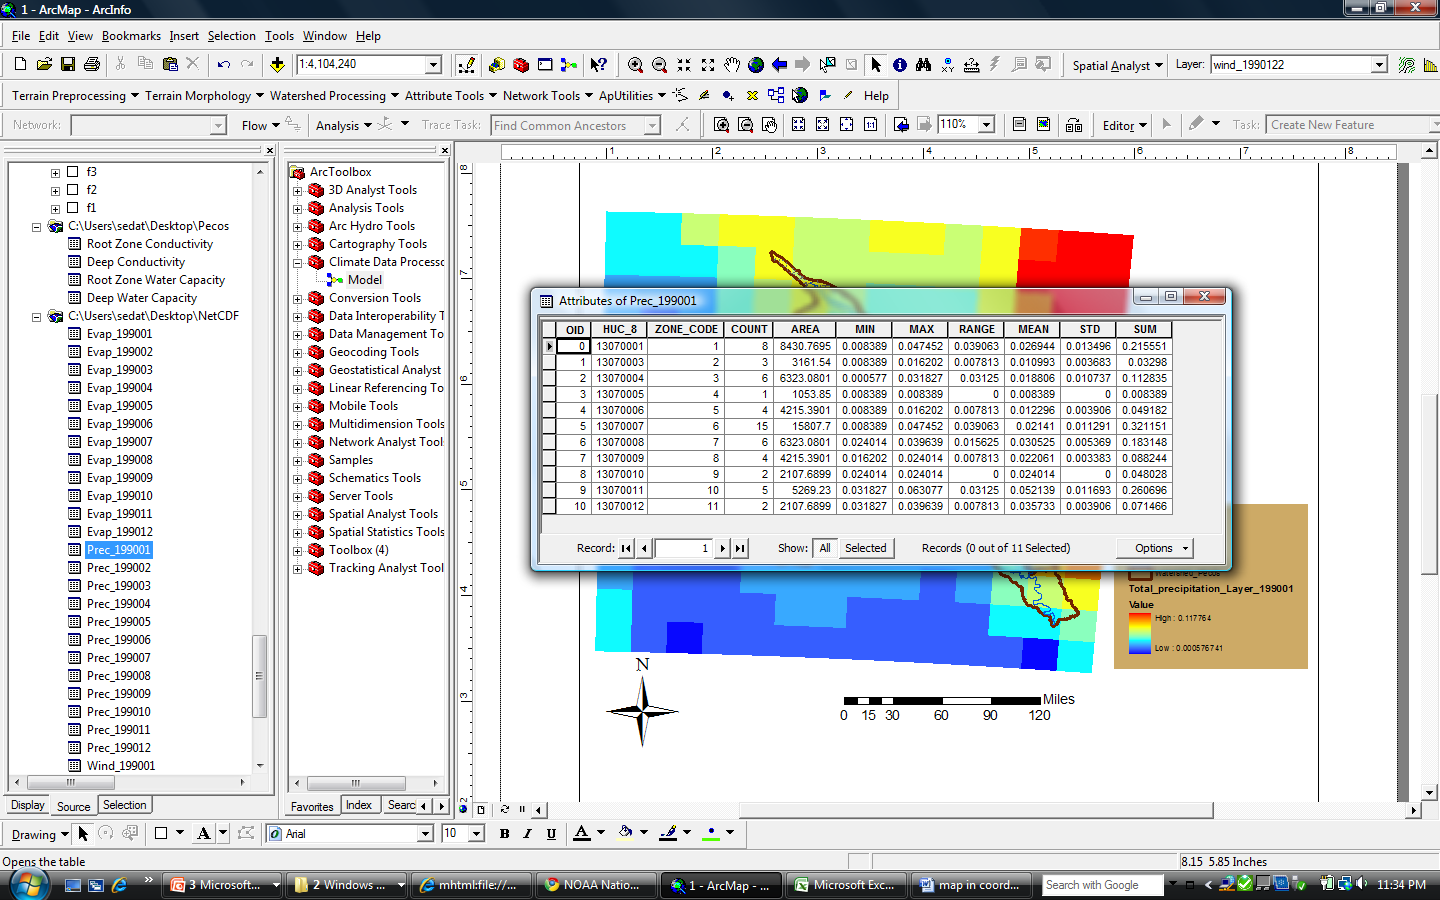 1 - ArcMap - ArcInfo
File Edit View Bookmarks Insert Selection Tools Window Help
1:4,104,240 Spatial Analyst Layer: wind_1990122
Terrain Preprocessing Terrain Morphology Watershed Processing Attribute Tools Network Tools ApUtilities Help
Network: Flow Analysis Trace Task: Find Common Ancestors 110% Editor Task: Create New Feature
f3
f2
f1
C:\Users\sedat\Desktop\Pecos
Root Zone Conductivity
Deep Conductivity
Root Zone Water Capacity
Deep Water Capacity
C:\Users\sedat\Desktop\NetCDF
Evap_199001
Evap_199002
Evap_199003
Evap_199004
Evap_199005
Evap_199006
Evap_199007
Evap_199008
Evap_199009
Evap_199010
Evap_199011
Evap_199012
Prec_199001
Prec_199002
Prec_199003
Prec_199004
Prec_199005
Prec_199006
Prec_199007
Prec_199008
Prec_199009
Prec_199010
Prec_199011
Prec_199012
Wind_199001
Display Source Selection
ArcToolbox
3D Analyst Tools
Analysis Tools
Arc Hydro Tools
Cartography Tools
Climate Data Processo
Model
Conversion Tools
Data Interoperability T
Data Management To
Geocoding Tools
Geostatistical Analyst
Linear Referencing To
Mobile Tools
Multidimension Tools
Network Analyst Tool
Samples
Schematics Tools
Server Tools
Spatial Analyst Tools
Spatial Statistics Tools
Toolbox (4)
Tracking Analyst Tool
Favorites Index Searc
1 2 3 4 5 6 7 8
8
7
6
5
4
3
2
Attributes of Prec_199001
OID HUC_8 ZONE_CODE COUNT AREA MIN MAX RANGE MEAN STD SUM
0 13070001 1 8 8430.7695 0.008389 0.047452 0.039063 0.026944 0.013496 0.215551
1 13070003 2 3 3161.54 0.008389 0.016202 0.007813 0.010993 0.003683 0.03298
2 13070004 3 6 6323.0801 0.000577 0.031827 0.03125 0.018806 0.010737 0.112835
3 13070005 4 1 1053.85 0.008389 0.008389 0 0.008389 0 0.008389
4 13070006 5 4 4215.3901 0.008389 0.016202 0.007813 0.012296 0.003906 0.049182
5 13070007 6 15 15807.7 0.008389 0.047452 0.039063 0.02141 0.011291 0.321151
6 13070008 7 6 6323.0801 0.024014 0.039639 0.015625 0.030525 0.005369 0.183148
7 13070009 8 4 4215.3901 0.016202 0.024014 0.007813 0.022061 0.003383 0.088244
8 13070010 9 2 2107.6899 0.024014 0.024014 0 0.024014 0 0.048028
9 13070011 10 5 5269.23 0.031827 0.063077 0.03125 0.052139 0.011693 0.260696
10 13070012 11 2 2107.6899 0.031827 0.039639 0.007813 0.035733 0.003906 0.071466
Record: 1 Show: All Selected Records (0 out of 11 Selected) Options
Watershed_Pecos
Total_precipitation_Layer_199001
Value
High : 0.117764
Low : 0.000576741
N
Miles
0 15 30 60 90 120
Drawing A Arial 10 B I U A
Opens the table 8.15 5.85 Inches
3 Microsoft... 2 Windows ... mhtml:file://... NOAA Natio... 1 - ArcMap - ... Microsoft Exc... map in coord... Search with Google 11:34 PM